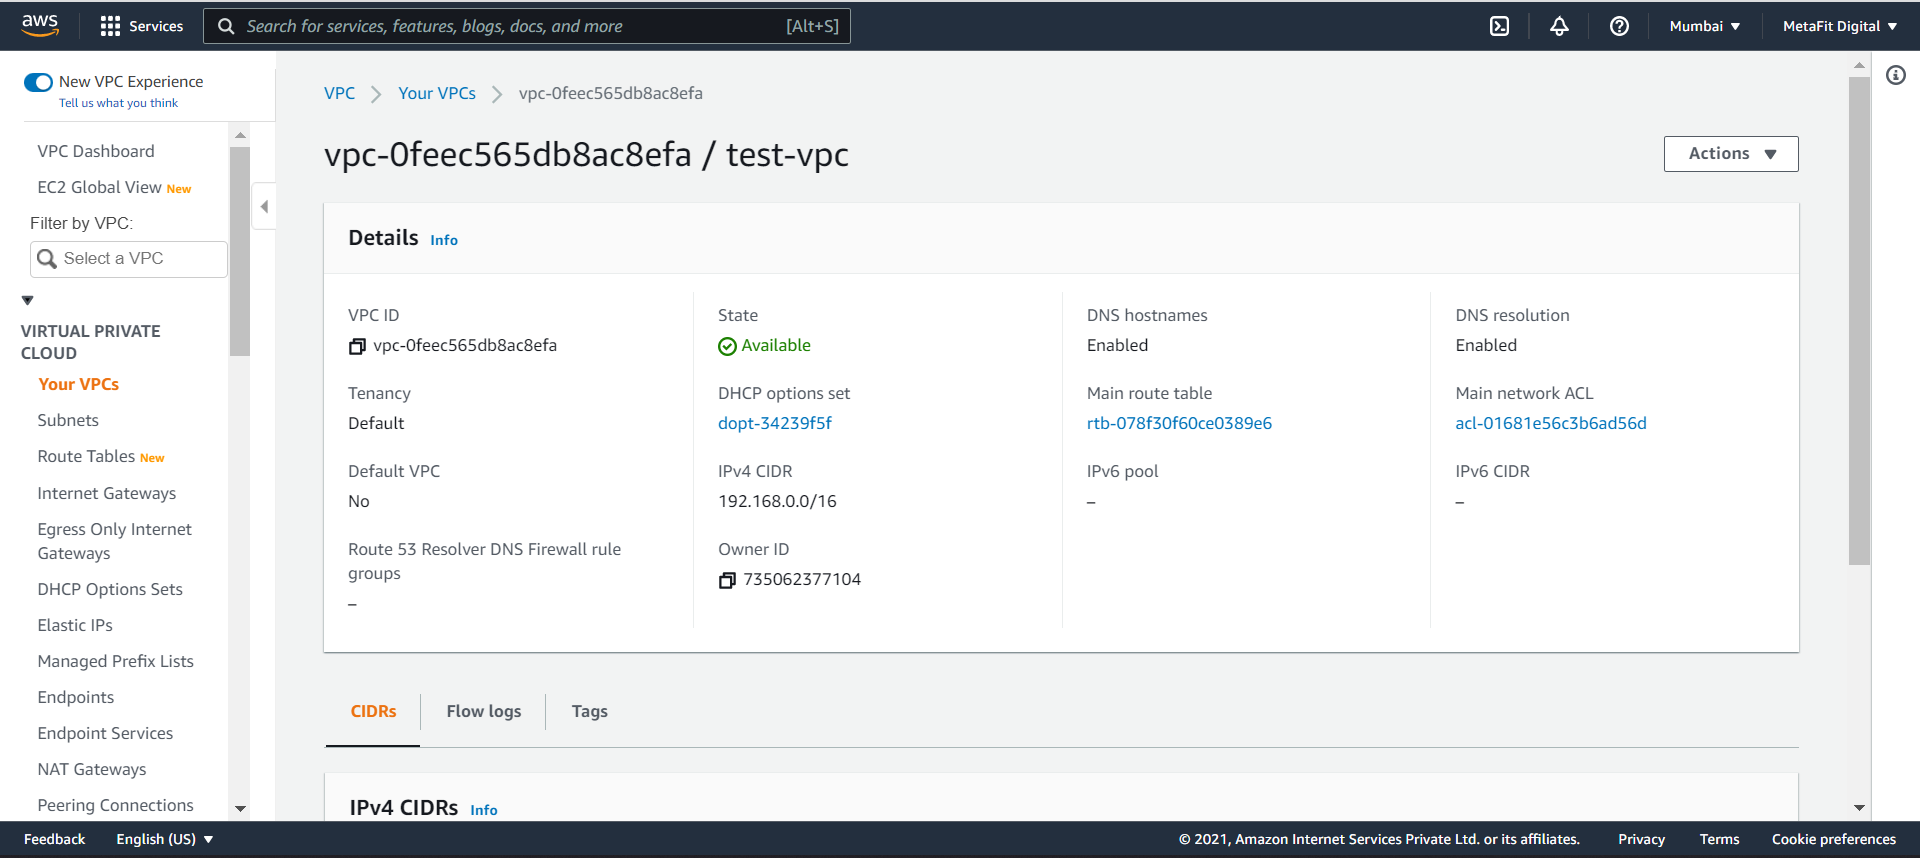 aws
Services
Search for services, features, blogs, docs, and more [Alt+S]
Mumbai ▼
MetaFit Digital ▼
New VPC Experience
Tell us what you think
VPC Dashboard
EC2 Global View New
Filter by VPC:
Select a VPC
VIRTUAL PRIVATE
CLOUD
Your VPCs
Subnets
Route Tables New
Internet Gateways
Egress Only Internet
Gateways
DHCP Options Sets
Elastic IPs
Managed Prefix Lists
Endpoints
Endpoint Services
NAT Gateways
Peering Connections
VPC > Your VPCs > vpc-0feec565db8ac8efa
vpc-0feec565db8ac8efa / test-vpc
Actions ▼
Details Info
VPC ID
vpc-0feec565db8ac8efa
State
Available
DNS hostnames
Enabled
DNS resolution
Enabled
Tenancy
Default
DHCP options set
dopt-34239f5f
Main route table
rtb-078f30f60ce0389e6
Main network ACL
acl-01681e56c3b6ad56d
Default VPC
No
IPv4 CIDR
192.168.0.0/16
IPv6 pool
–
IPv6 CIDR
–
Route 53 Resolver DNS Firewall rule
groups
–
Owner ID
735062377104
CIDRs
Flow logs
Tags
IPv4 CIDRs Info
Feedback
English (US) ▼
© 2021, Amazon Internet Services Private Ltd. or its affiliates.
Privacy
Terms
Cookie preferences